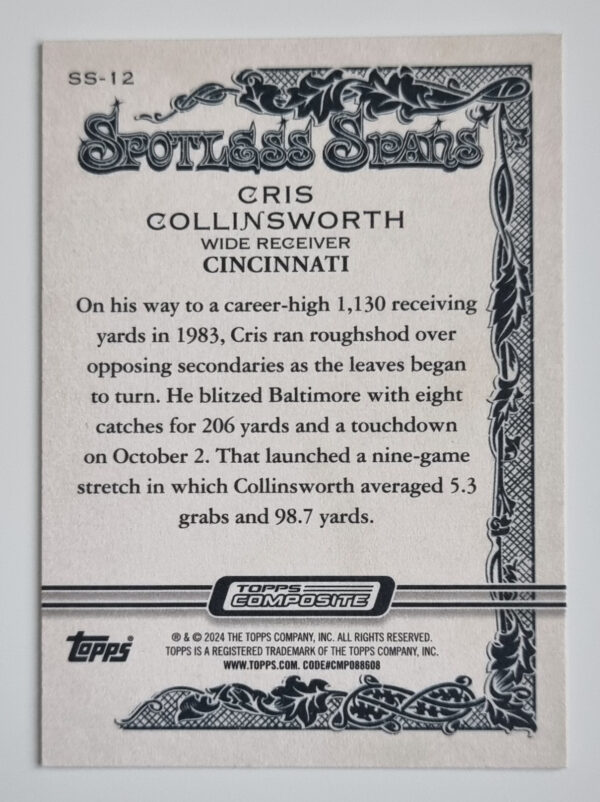 SS-12
SPOTLESS SPANS
CRIS
COLLINSWORTH
WIDE RECEIVER
CINCINNATI
On his way to a career-high 1,130 receiving
yards in 1983, Cris ran roughshod over
opposing secondaries as the leaves began
to turn. He blitzed Baltimore with eight
catches for 206 yards and a touchdown
on October 2. That launched a nine-game
stretch in which Collinsworth averaged 5.3
grabs and 98.7 yards.
TOPPS
COMPOSITE
Topps
® & © 2024 THE TOPPS COMPANY, INC. ALL RIGHTS RESERVED.
TOPPS IS A REGISTERED TRADEMARK OF THE TOPPS COMPANY, INC.
WWW.TOPPS.COM. CODE#CMP088608